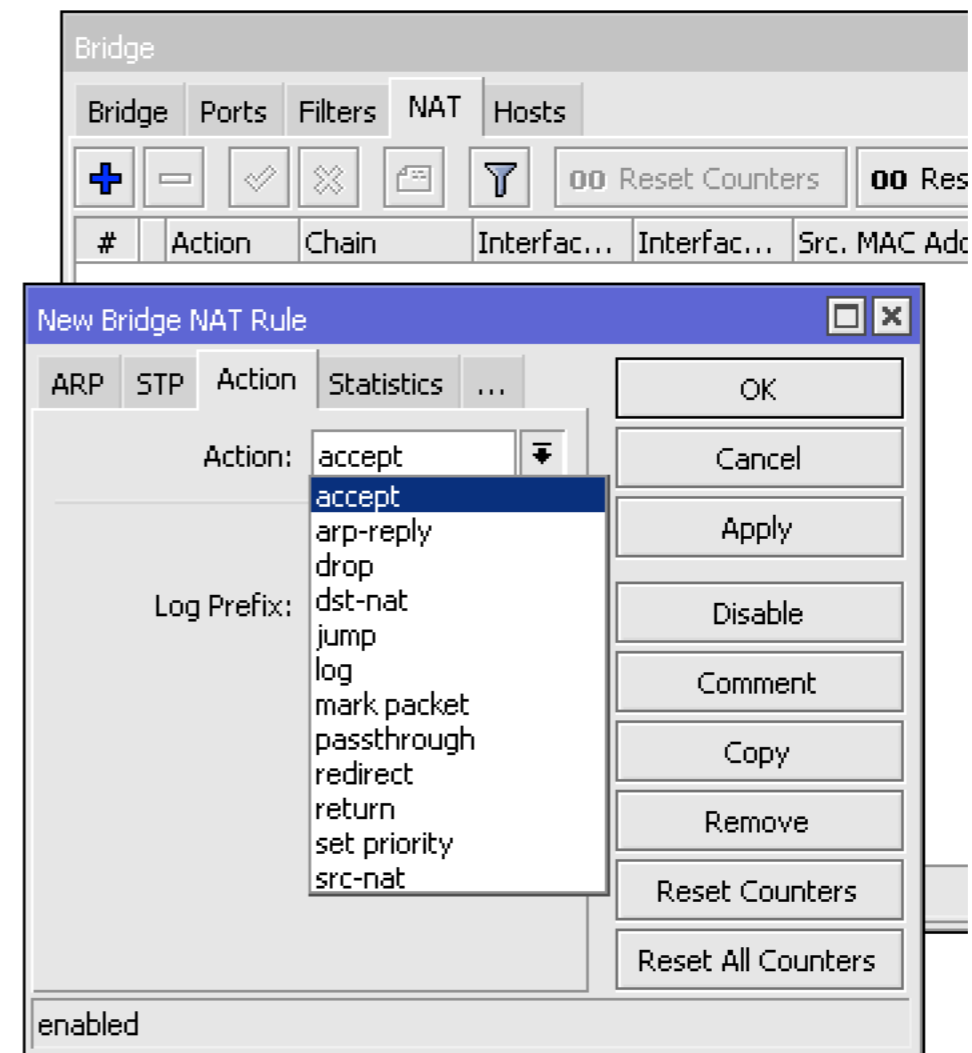 Bridge
Bridge Ports Filters NAT Hosts
00 Reset Counters 00 Res
# Action Chain Interfac... Interfac... Src. MAC Add
New Bridge NAT Rule
ARP STP Action Statistics ...
Action: accept
accept
arp-reply
drop
dst-nat
jump
log
mark packet
passthrough
redirect
return
set priority
src-nat
Log Prefix:
OK
Cancel
Apply
Disable
Comment
Copy
Remove
Reset Counters
Reset All Counters
enabled